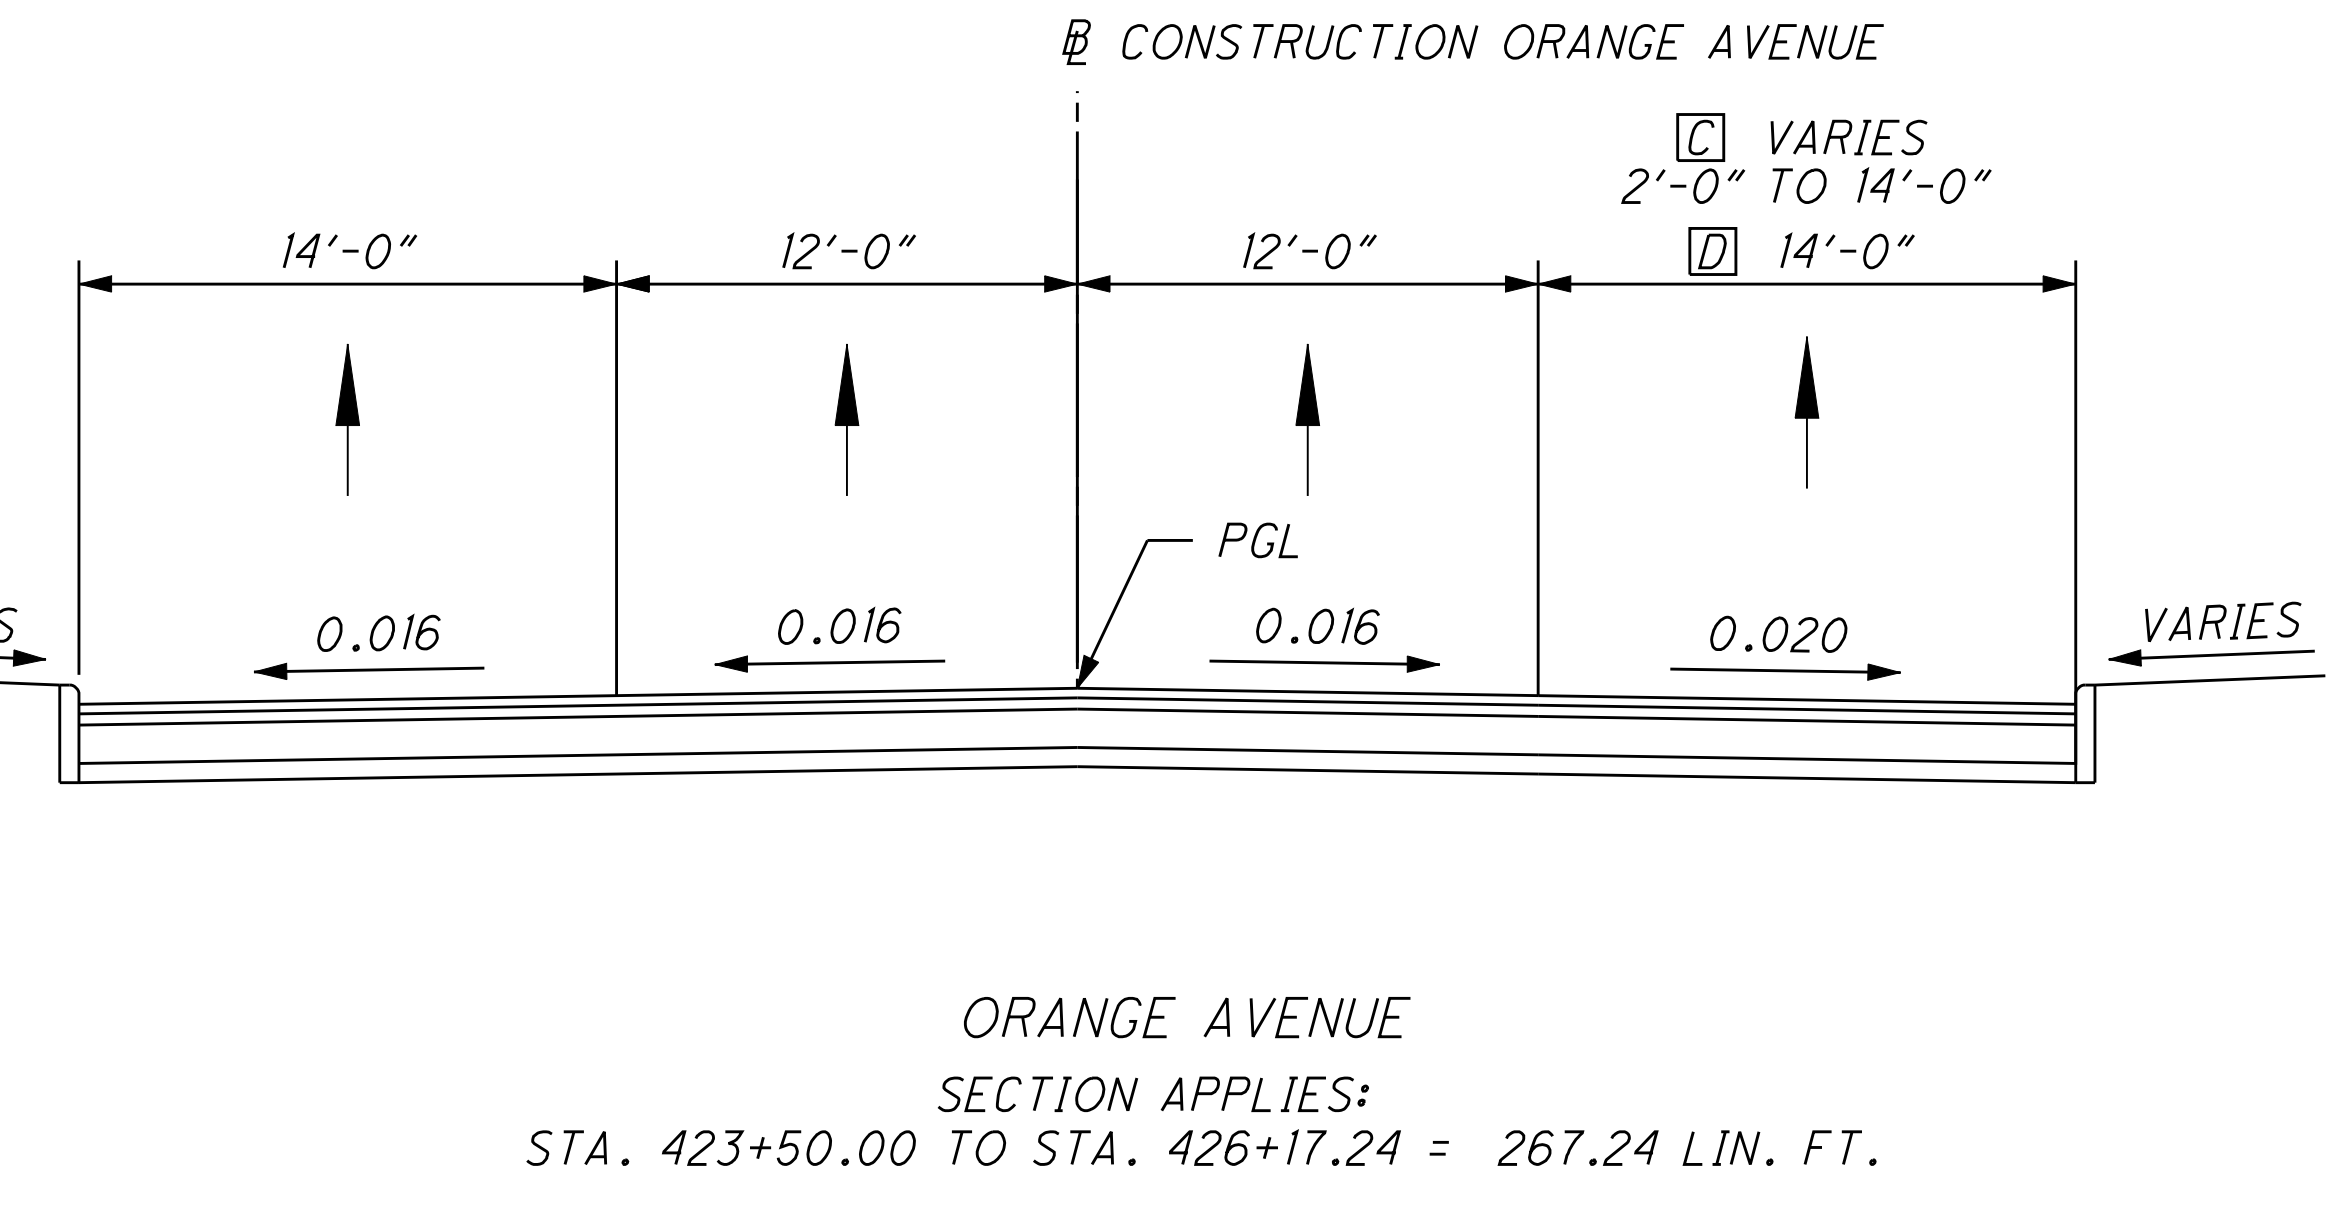 BL CONSTRUCTION ORANGE AVENUE
C VARIES
2'-0" TO 14'-0"
14'-0" 12'-0" 12'-0" D 14'-0"
PGL
0.016 0.016 0.016 0.020 VARIES
ORANGE AVENUE
SECTION APPLIES:
STA. 423+50.00 TO STA. 426+17.24 = 267.24 LIN. FT.